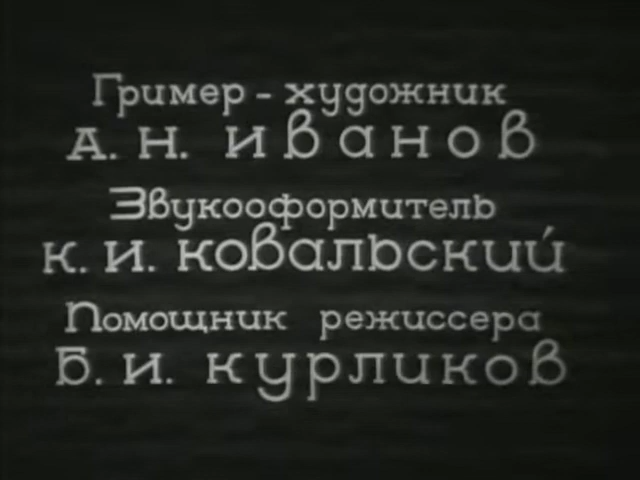 Гример - художник
А. Н. Иванов
Звукооформитель
К. И. Ковальский
Помощник режиссера
Б. И. Курликов